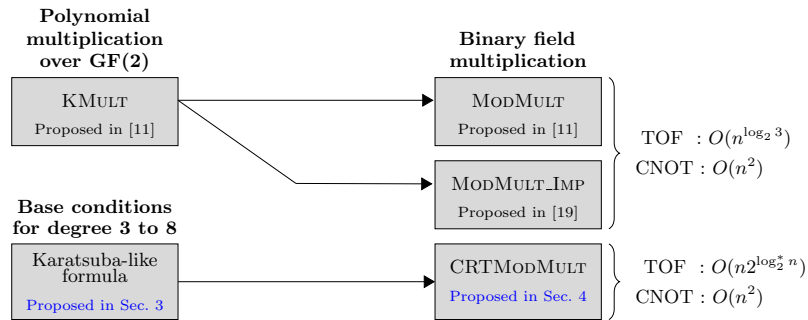 Polynomial
multiplication
over GF(2)
Binary field
multiplication
KMULT
Proposed in [11]
MODMULT
Proposed in [11]
TOF : O(n^{log_2 3})
CNOT : O(n^2)
MODMULT_IMP
Proposed in [19]
Base conditions
for degree 3 to 8
Karatsuba-like
formula
Proposed in Sec. 3
CRTMODMULT
Proposed in Sec. 4
TOF : O(n2^{log_2^* n})
CNOT : O(n^2)